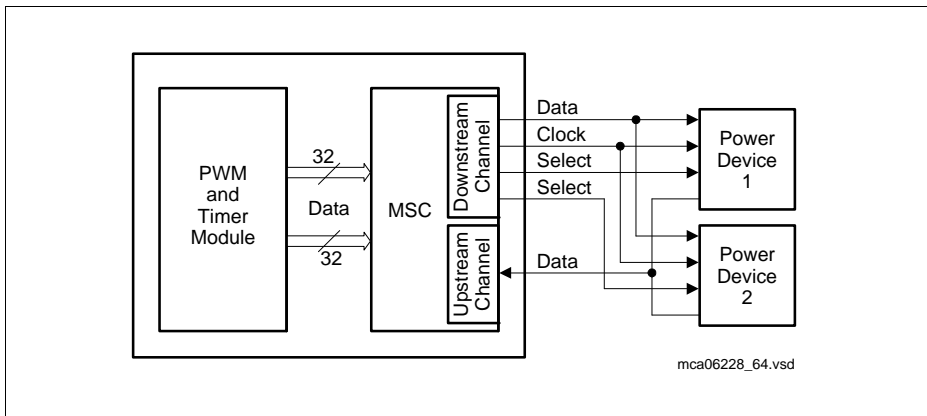 PWM
and
Timer
Module
32
Data
32
MSC
Downstream
Channel
Upstream
Channel
Data
Clock
Select
Select
Data
Power
Device
1
Power
Device
2
mca06228_64.vsd